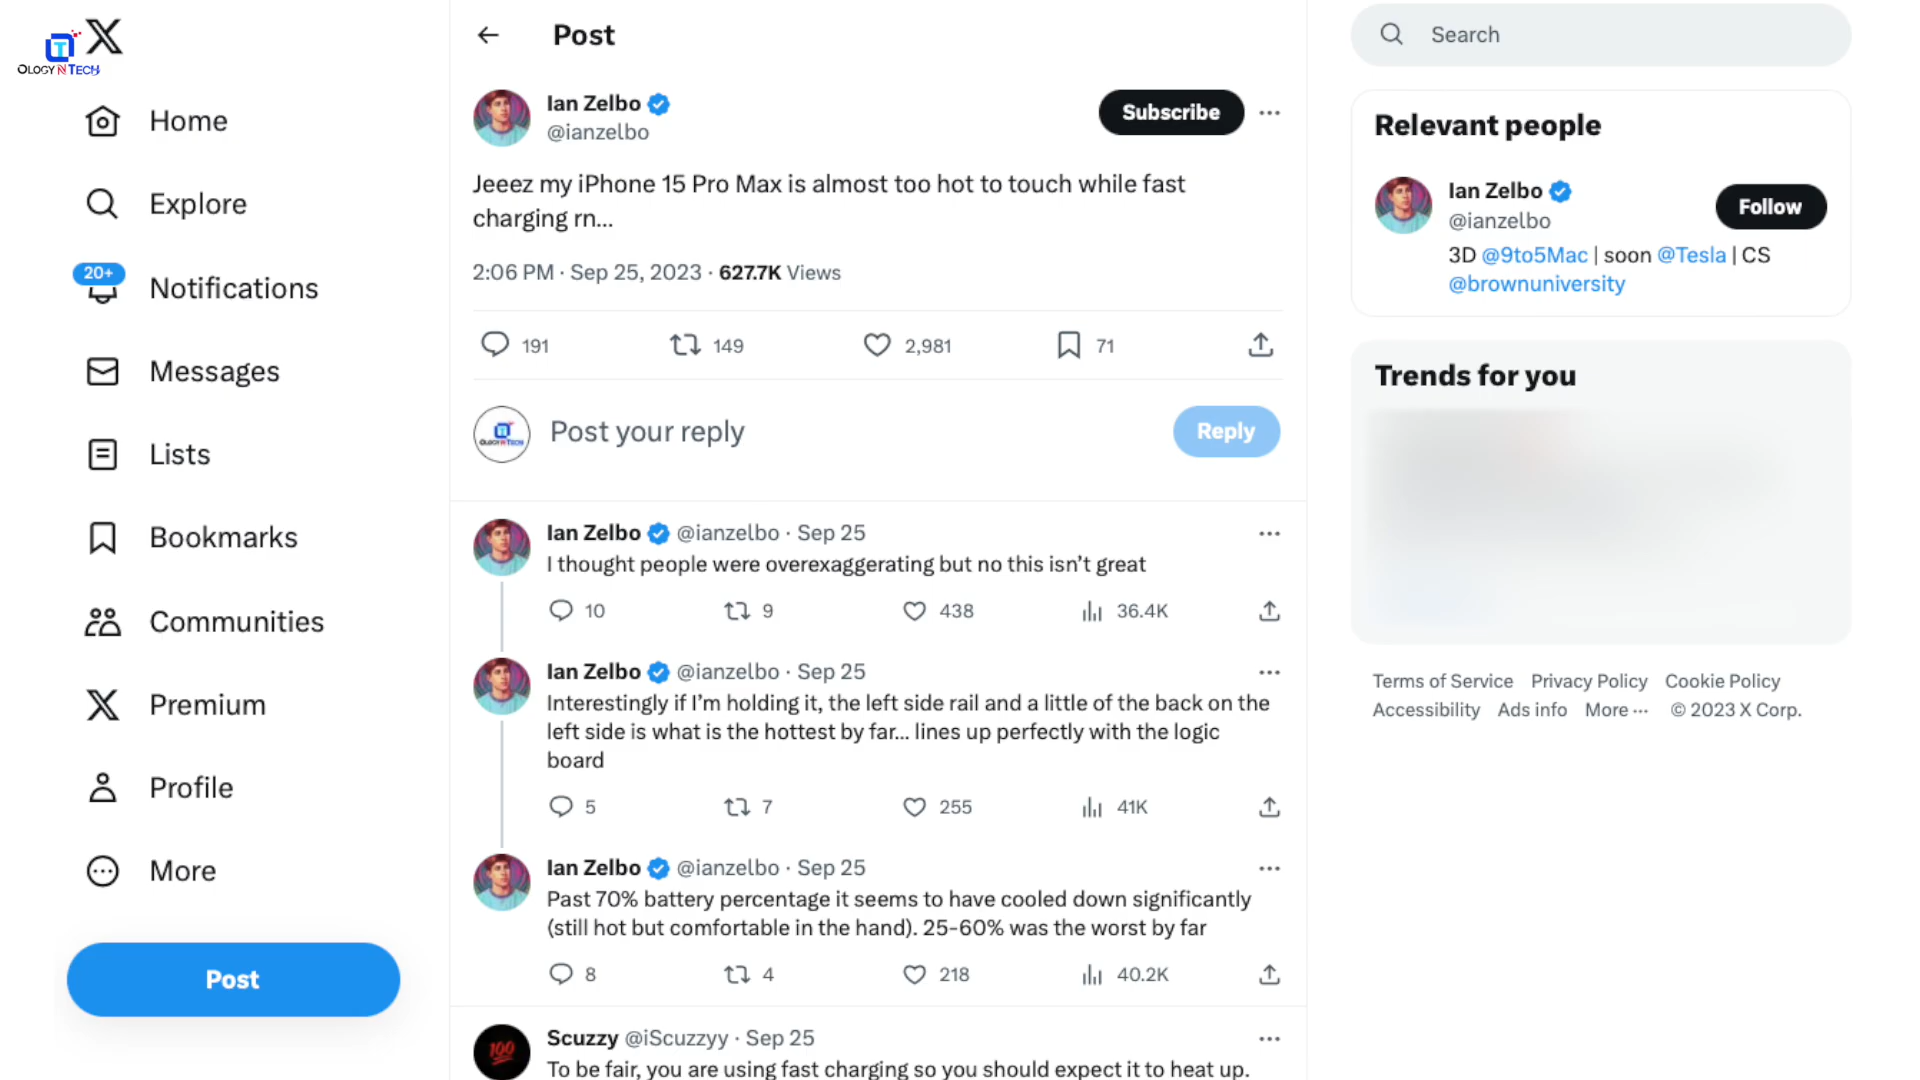 OLOGY N TECH
Home
Explore
20+
Notifications
Messages
Lists
Bookmarks
Communities
Premium
Profile
More
Post
Post
Ian Zelbo
@ianzelbo
Subscribe
Jeeez my iPhone 15 Pro Max is almost too hot to touch while fast
charging rn...
2:06 PM · Sep 25, 2023 · 627.7K Views
191 149 2,981 71
Post your reply
Reply
Ian Zelbo @ianzelbo · Sep 25
I thought people were overexaggerating but no this isn’t great
10 9 438 36.4K
Ian Zelbo @ianzelbo · Sep 25
Interestingly if I’m holding it, the left side rail and a little of the back on the
left side is what is the hottest by far... lines up perfectly with the logic
board
5 7 255 41K
Ian Zelbo @ianzelbo · Sep 25
Past 70% battery percentage it seems to have cooled down significantly
(still hot but comfortable in the hand). 25-60% was the worst by far
8 4 218 40.2K
100
Scuzzy @iScuzzyy · Sep 25
To be fair, you are using fast charging so you should expect it to heat up.
Search
Relevant people
Ian Zelbo
@ianzelbo
Follow
3D @9to5Mac | soon @Tesla | CS
@brownuniversity
Trends for you
Terms of Service Privacy Policy Cookie Policy
Accessibility Ads info More ··· © 2023 X Corp.